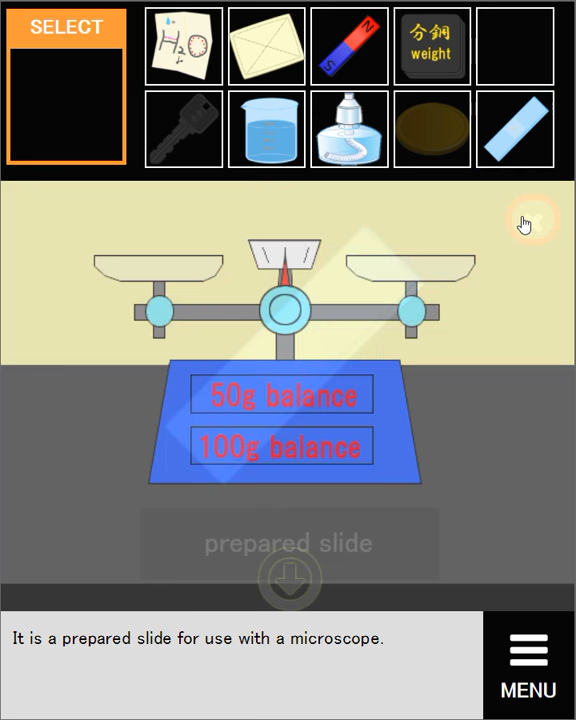 SELECT
H2O
N
S
分銅
weight
50g balance
100g balance
prepared slide
It is a prepared slide for use with a microscope.
MENU